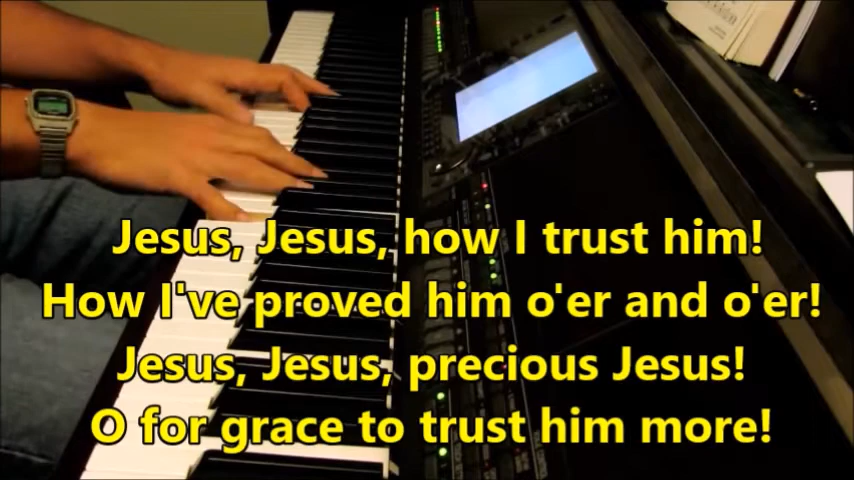 Jesus, Jesus, how I trust him!
How I've proved him o'er and o'er!
Jesus, Jesus, precious Jesus!
O for grace to trust him more!